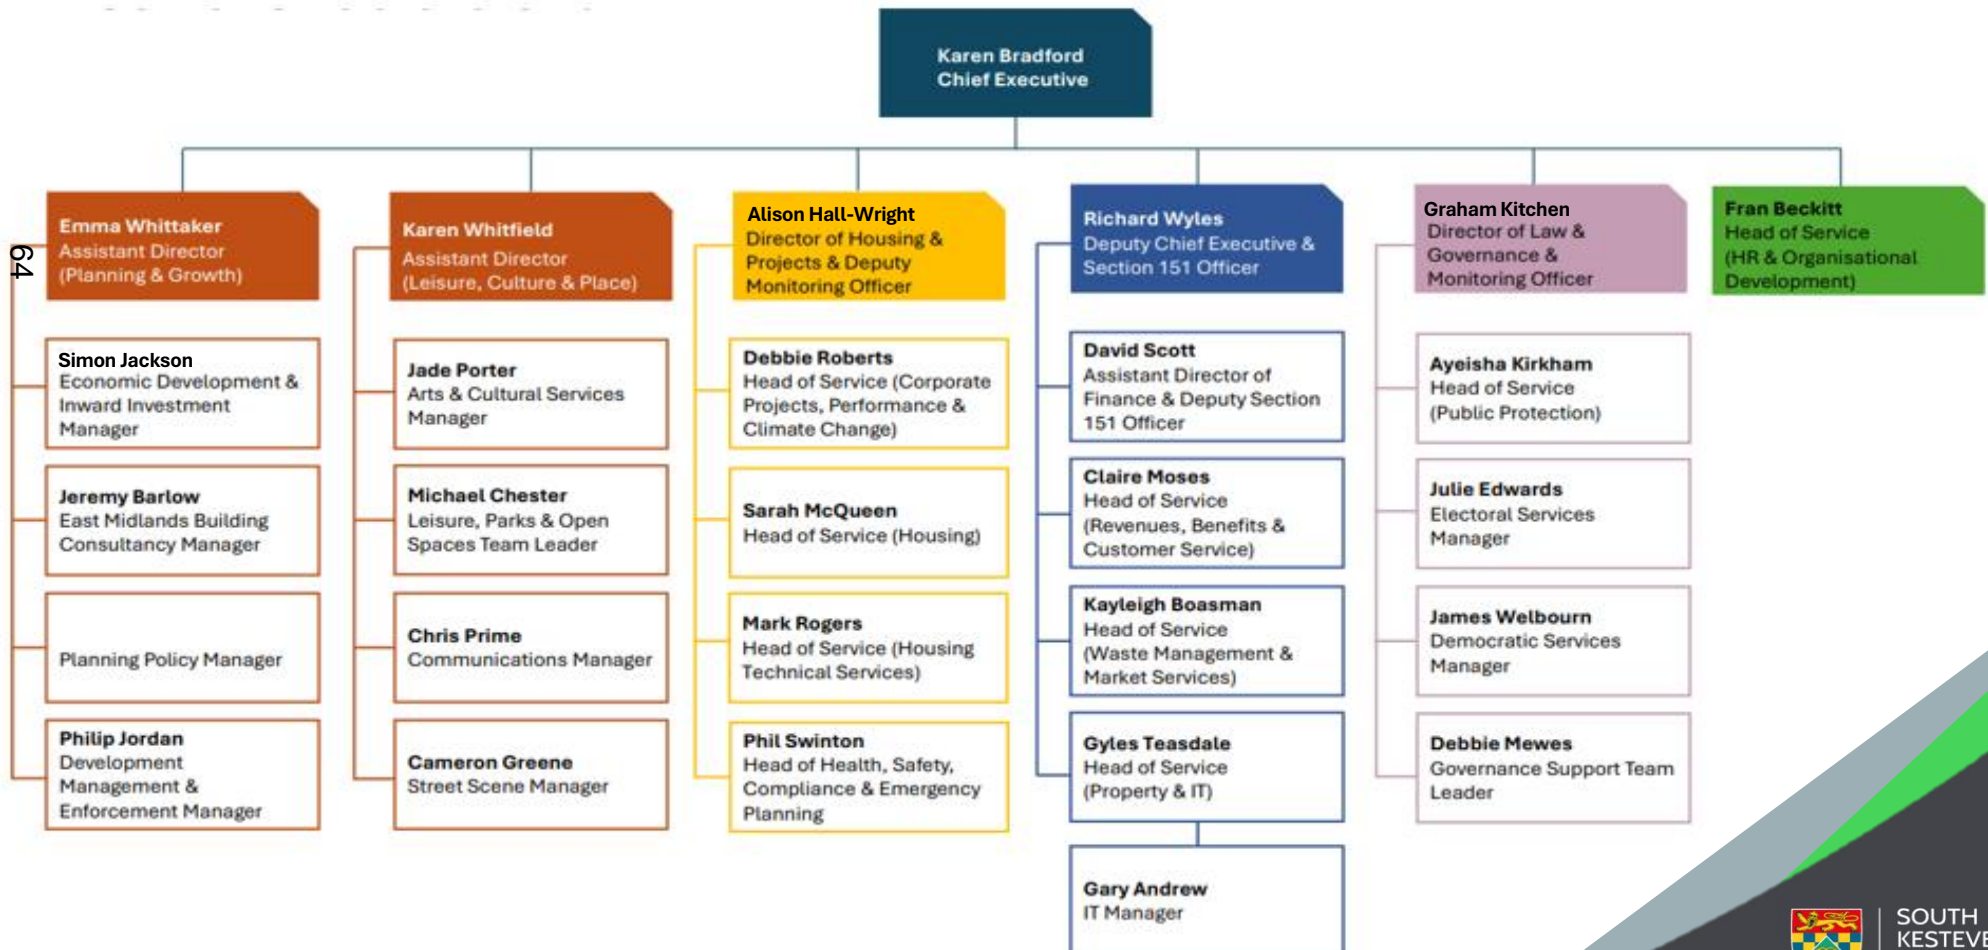 Karen Bradford
Chief Executive
64
Emma Whittaker
Assistant Director
(Planning & Growth)
Simon Jackson
Economic Development &
Inward Investment
Manager
Jeremy Barlow
East Midlands Building
Consultancy Manager
Planning Policy Manager
Philip Jordan
Development
Management &
Enforcement Manager
Karen Whitfield
Assistant Director
(Leisure, Culture & Place)
Jade Porter
Arts & Cultural Services
Manager
Michael Chester
Leisure, Parks & Open
Spaces Team Leader
Chris Prime
Communications Manager
Cameron Greene
Street Scene Manager
Alison Hall-Wright
Director of Housing &
Projects & Deputy
Monitoring Officer
Debbie Roberts
Head of Service (Corporate
Projects, Performance &
Climate Change)
Sarah McQueen
Head of Service (Housing)
Mark Rogers
Head of Service (Housing
Technical Services)
Phil Swinton
Head of Health, Safety,
Compliance & Emergency
Planning
Richard Wyles
Deputy Chief Executive &
Section 151 Officer
David Scott
Assistant Director of
Finance & Deputy Section
151 Officer
Claire Moses
Head of Service
(Revenues, Benefits &
Customer Service)
Kayleigh Boasman
Head of Service
(Waste Management &
Market Services)
Gyles Teasdale
Head of Service
(Property & IT)
Gary Andrew
IT Manager
Graham Kitchen
Director of Law &
Governance &
Monitoring Officer
Ayeisha Kirkham
Head of Service
(Public Protection)
Julie Edwards
Electoral Services
Manager
James Welbourn
Democratic Services
Manager
Debbie Mewes
Governance Support Team
Leader
Fran Beckitt
Head of Service
(HR & Organisational
Development)
SOUTH
KESTEVE